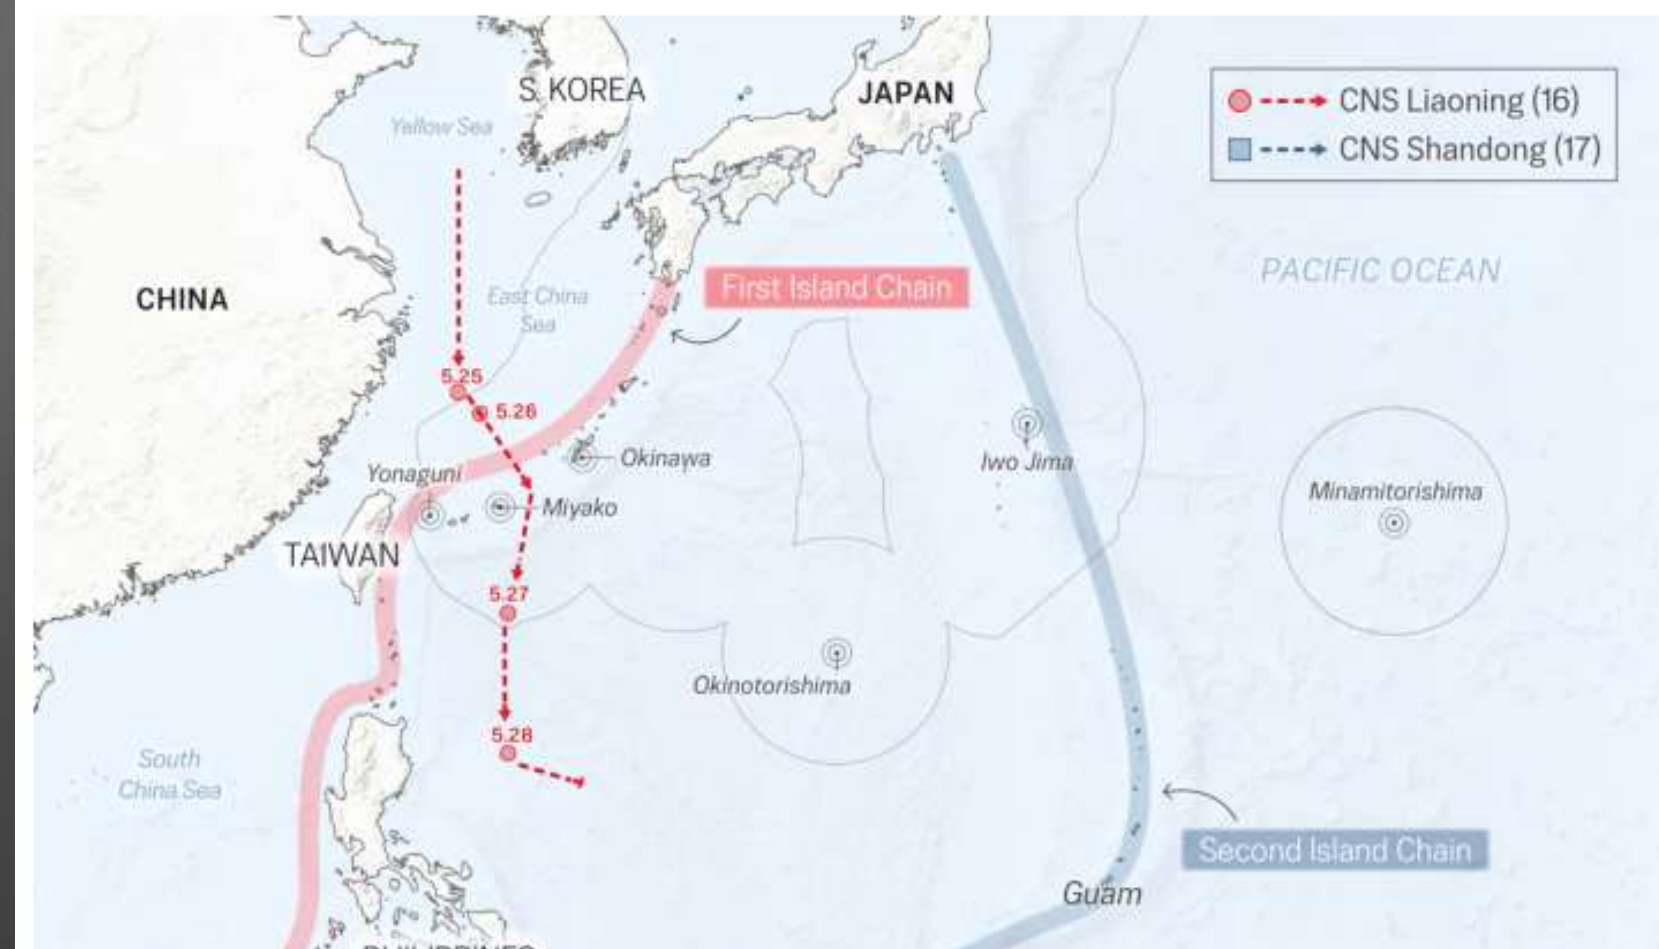 S. KOREA
JAPAN
CNS Liaoning (16)
CNS Shandong (17)
Yellow Sea
PACIFIC OCEAN
First Island Chain
CHINA
East China
Sea
5.25
5.26
Okinawa
Yonaguni
Iwo Jima
Minamitorishima
Miyako
TAIWAN
5.27
Okinotorishima
5.28
South
China Sea
Second Island Chain
Guam
PHILIPPINES